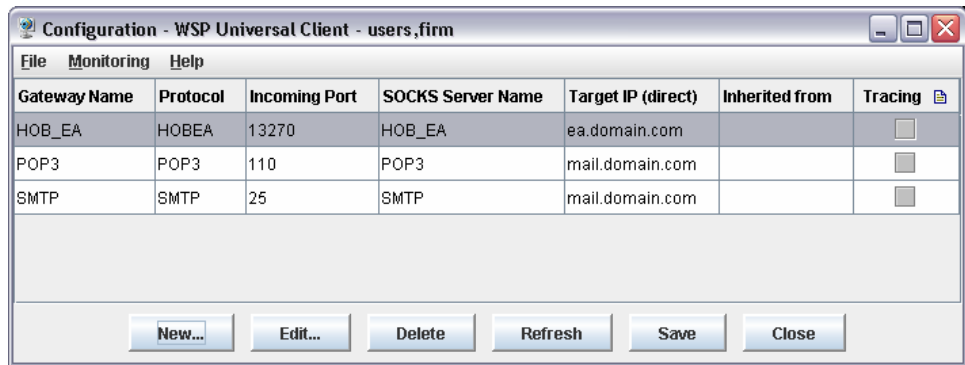 Configuration - WSP Universal Client - users,firm
File Monitoring Help
Gateway Name Protocol Incoming Port SOCKS Server Name Target IP (direct) Inherited from Tracing
HOB_EA HOBEA 13270 HOB_EA ea.domain.com
POP3 POP3 110 POP3 mail.domain.com
SMTP SMTP 25 SMTP mail.domain.com
New... Edit... Delete Refresh Save Close